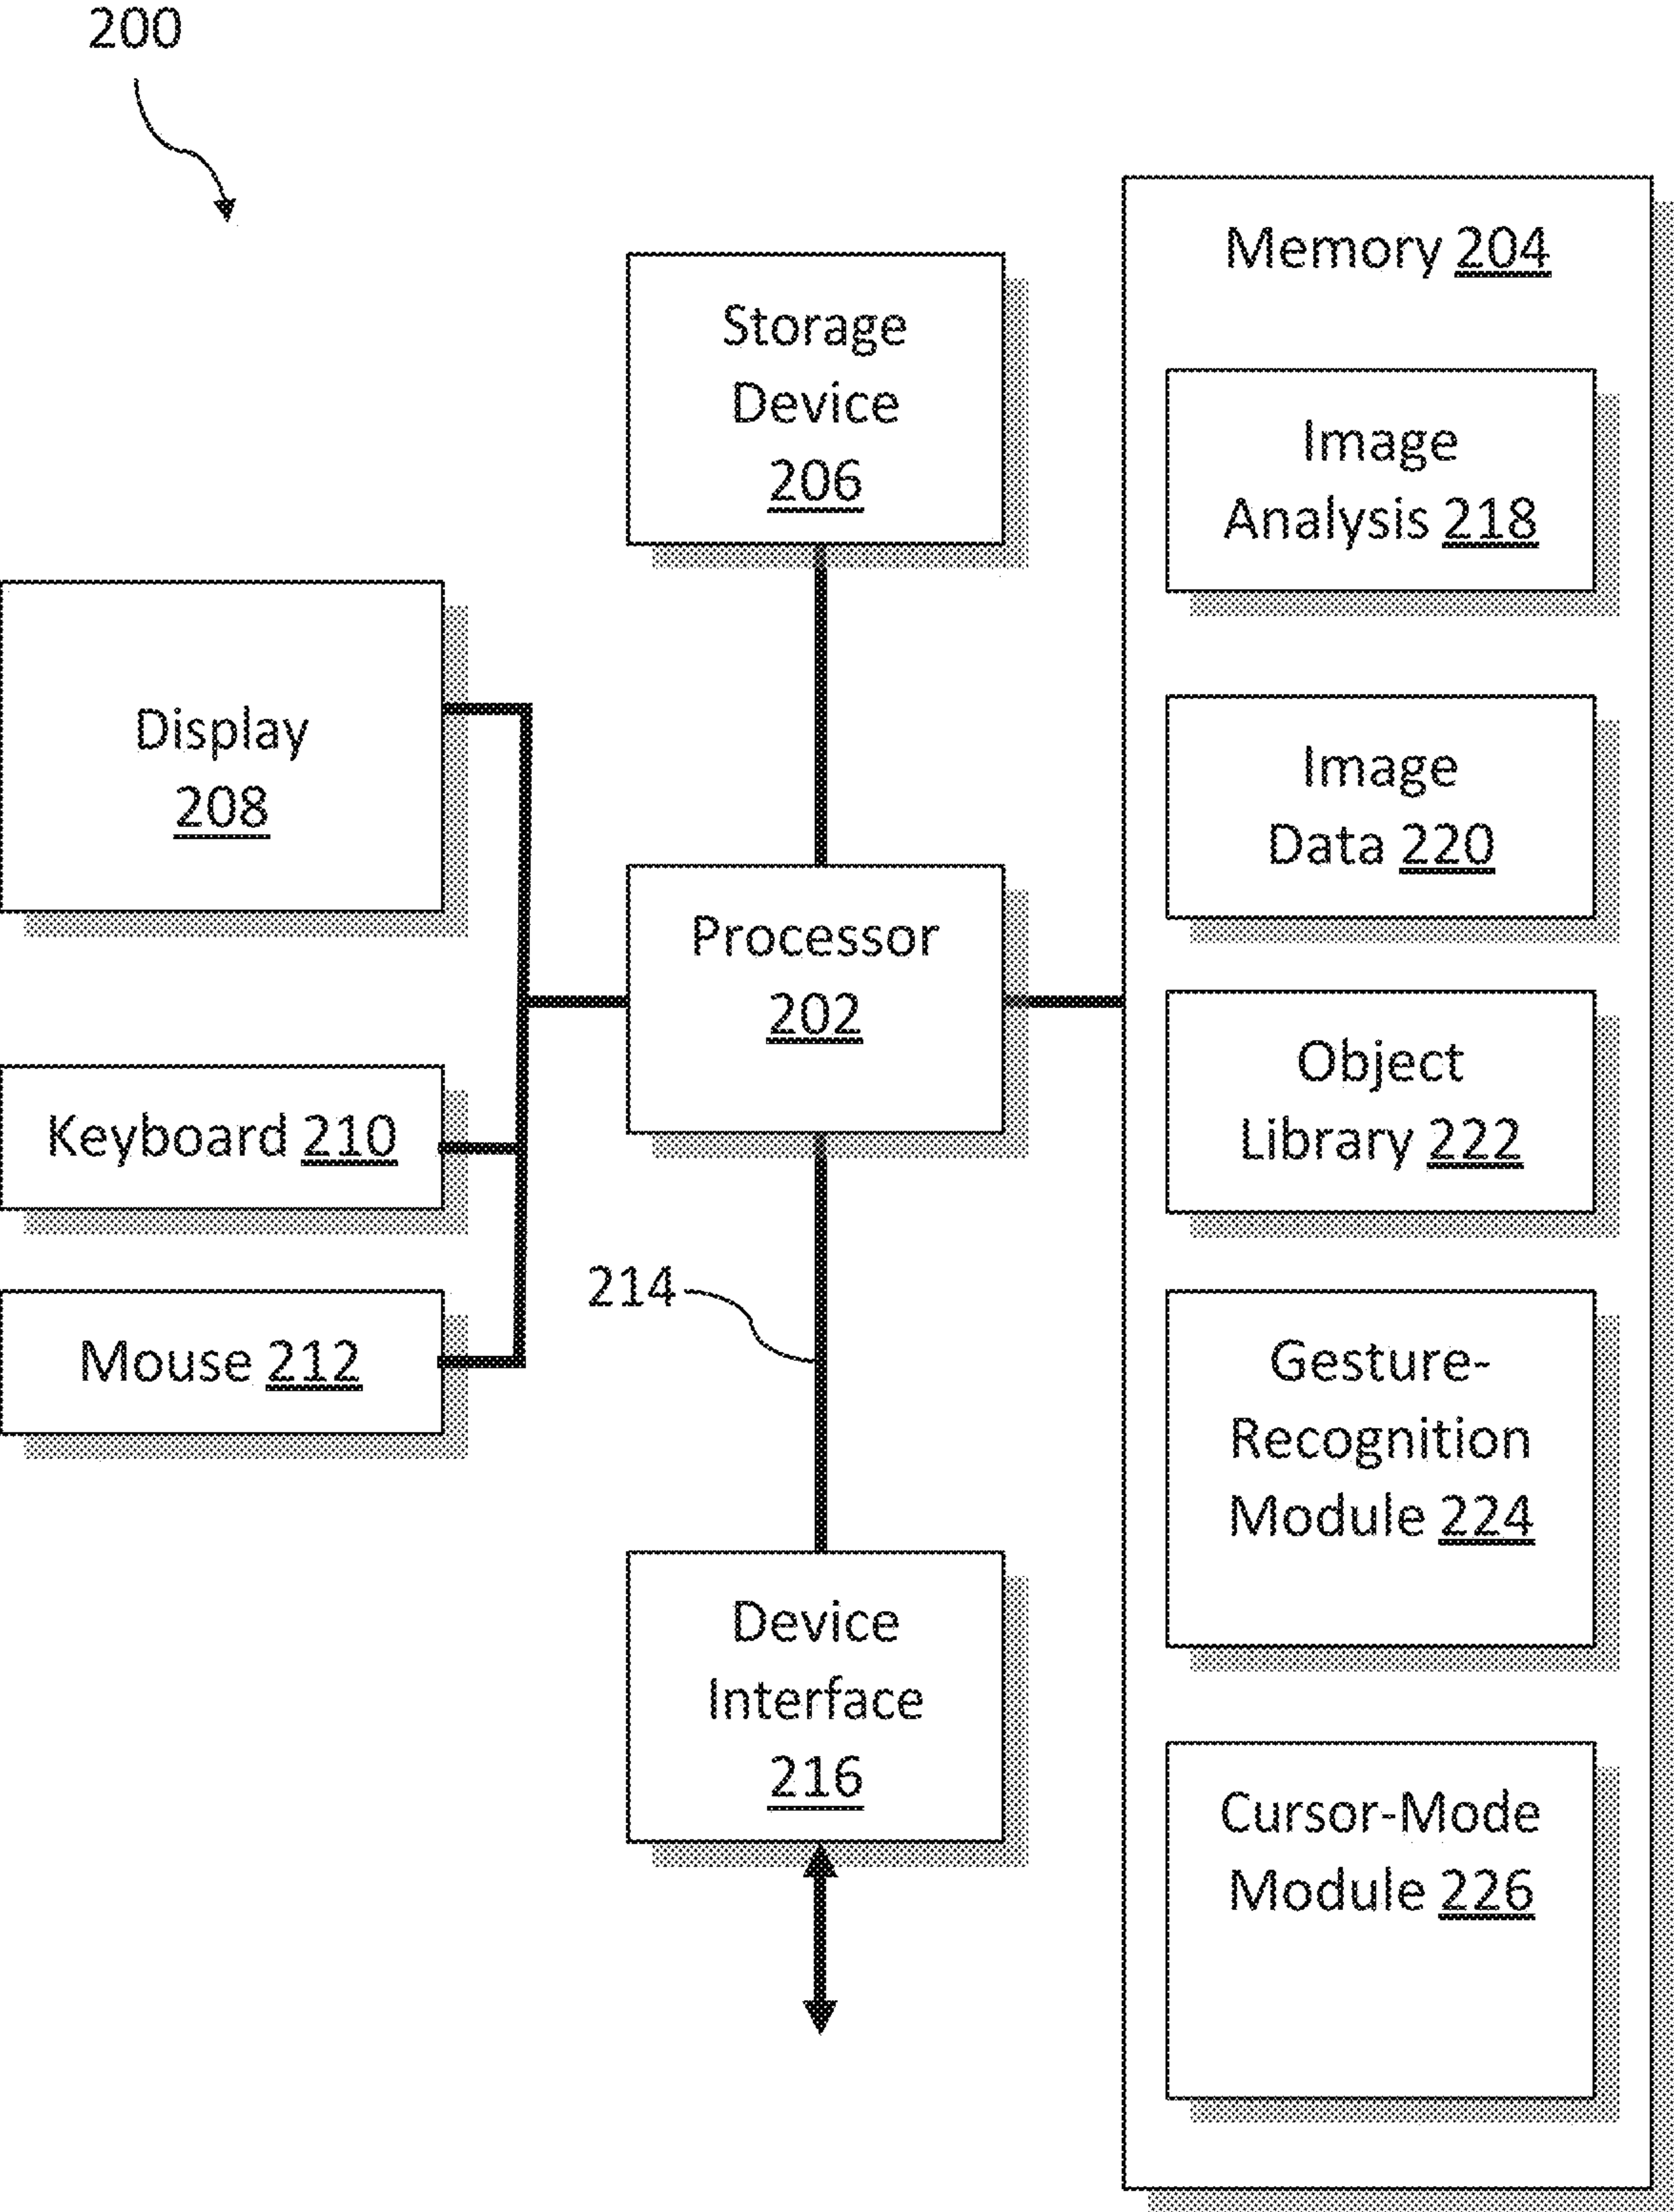 200
Memory 204
Storage
Device
206
Image
Analysis 218
Display
208
Image
Data 220
Processor
202
Object
Library 222
Keyboard 210
214
Mouse 212
Gesture-
Recognition
Module 224
Device
Interface
216
Cursor-Mode
Module 226